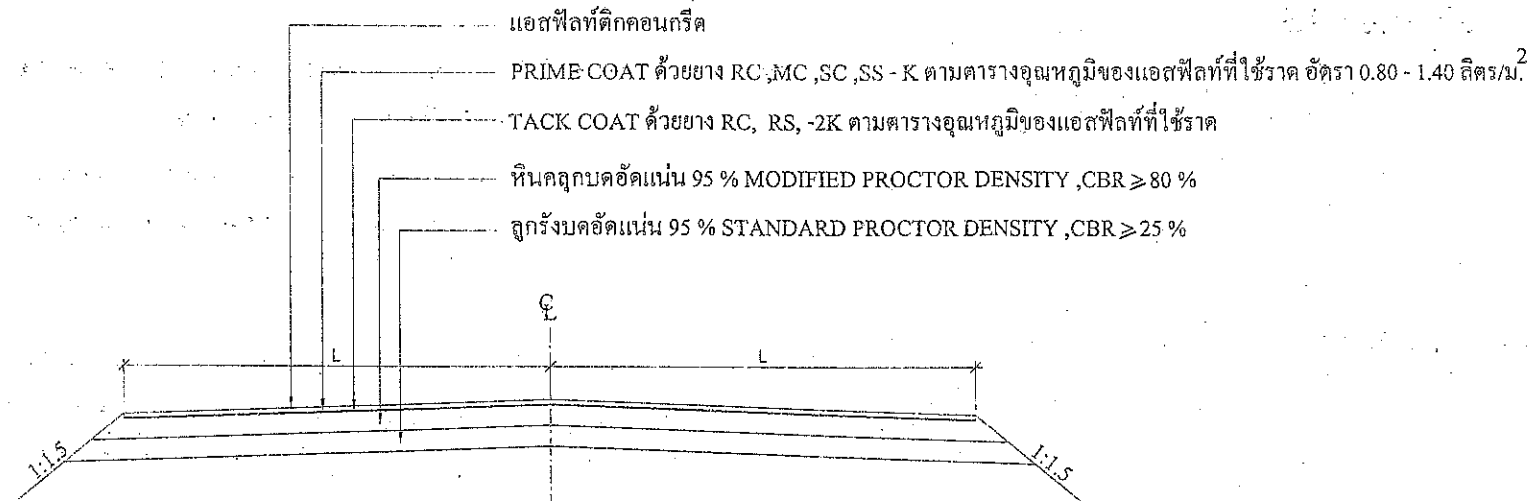 แอสฟัลท์ติกคอนกรีต
PRIME COAT ด้วยยาง RC ,MC ,SC ,SS - K ตามตารางอุณหภูมิของแอสฟัลท์ที่ใช้ราด อัตรา 0.80 - 1.40 ลิตร/ม.2
TACK COAT ด้วยยาง RC, RS, -2K ตามตารางอุณหภูมิของแอสฟัลท์ที่ใช้ราด
หินคลุกบดอัดแน่น 95 % MODIFIED PROCTOR DENSITY ,CBR ⩾ 80 %
ลูกรังบดอัดแน่น 95 % STANDARD PROCTOR DENSITY ,CBR ⩾ 25 %
℄
L L
1:1.5 1:1.5